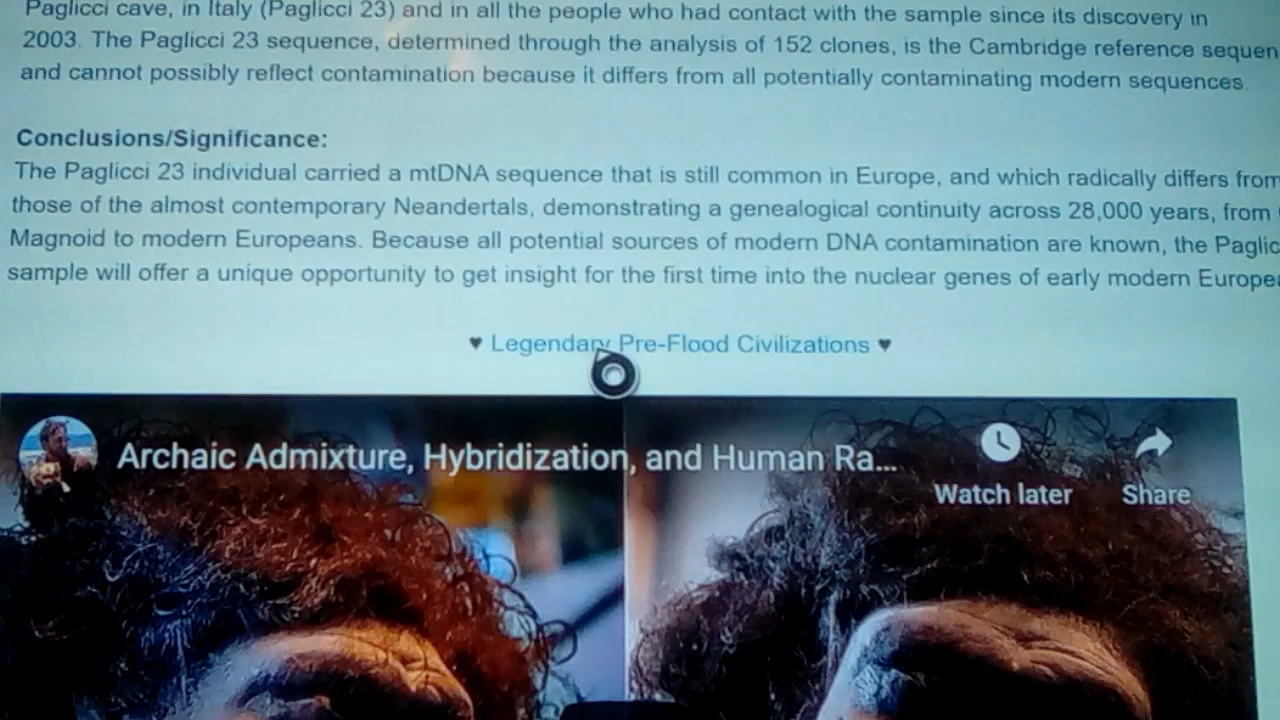 Paglicci cave, in Italy (Paglicci 23) and in all the people who had contact with the sample since its discovery in
2003. The Paglicci 23 sequence, determined through the analysis of 152 clones, is the Cambridge reference sequen
and cannot possibly reflect contamination because it differs from all potentially contaminating modern sequences.
Conclusions/Significance:
The Paglicci 23 individual carried a mtDNA sequence that is still common in Europe, and which radically differs from
those of the almost contemporary Neandertals, demonstrating a genealogical continuity across 28,000 years, from
Magnoid to modern Europeans. Because all potential sources of modern DNA contamination are known, the Paglic
sample will offer a unique opportunity to get insight for the first time into the nuclear genes of early modern Europe
♥ Legendary Pre-Flood Civilizations ♥
Archaic Admixture, Hybridization, and Human Ra...
Watch later
Share